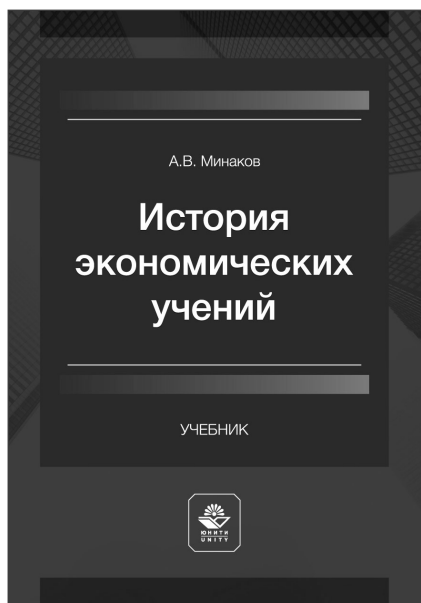 А.В. Минаков
История
экономических
учений
УЧЕБНИК
ЮНИТИ
UNITY